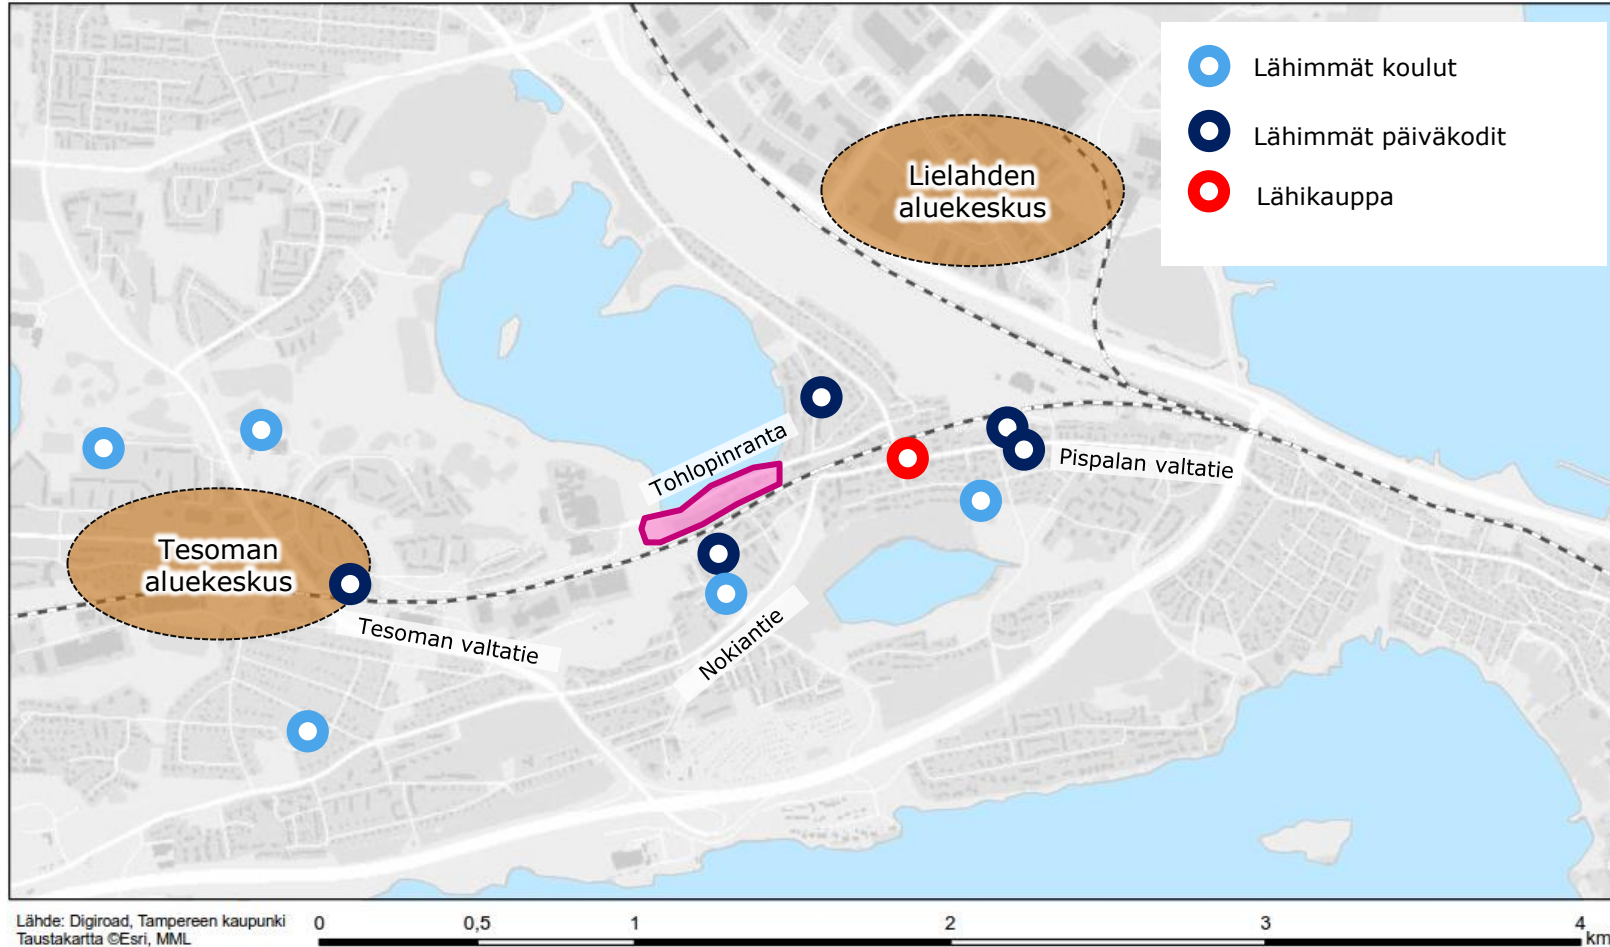 Lähimmät koulut
Lähimmät päiväkodit
Lähikauppa
Lielahden
aluekeskus
Tohlopinranta
Pispalan valtatie
Tesoman
aluekeskus
Tesoman valtatie
Nokiantie
Lähde: Digiroad, Tampereen kaupunki
Taustakartta ©Esri, MML
0 0,5 1 2 3 4 km